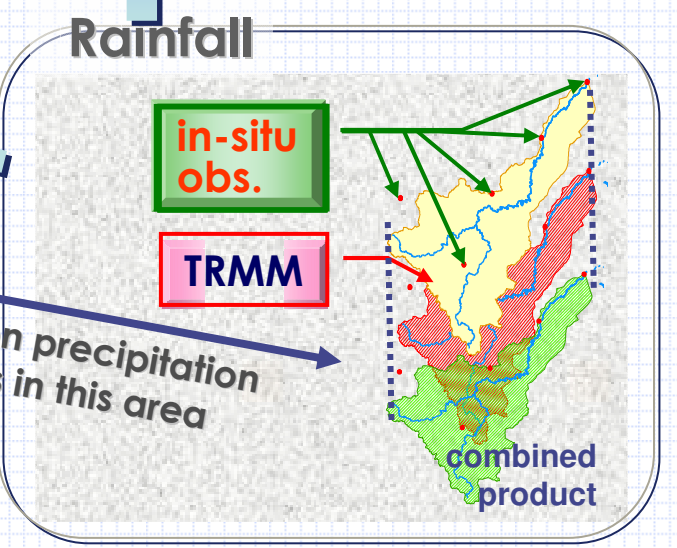 Rainfall
in-situ
obs.
TRMM
precipitation
in this area
combined
product